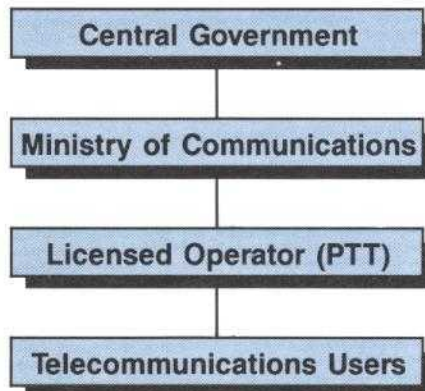 Central Government
Ministry of Communications
Licensed Operator (PTT)
Telecommunications Users